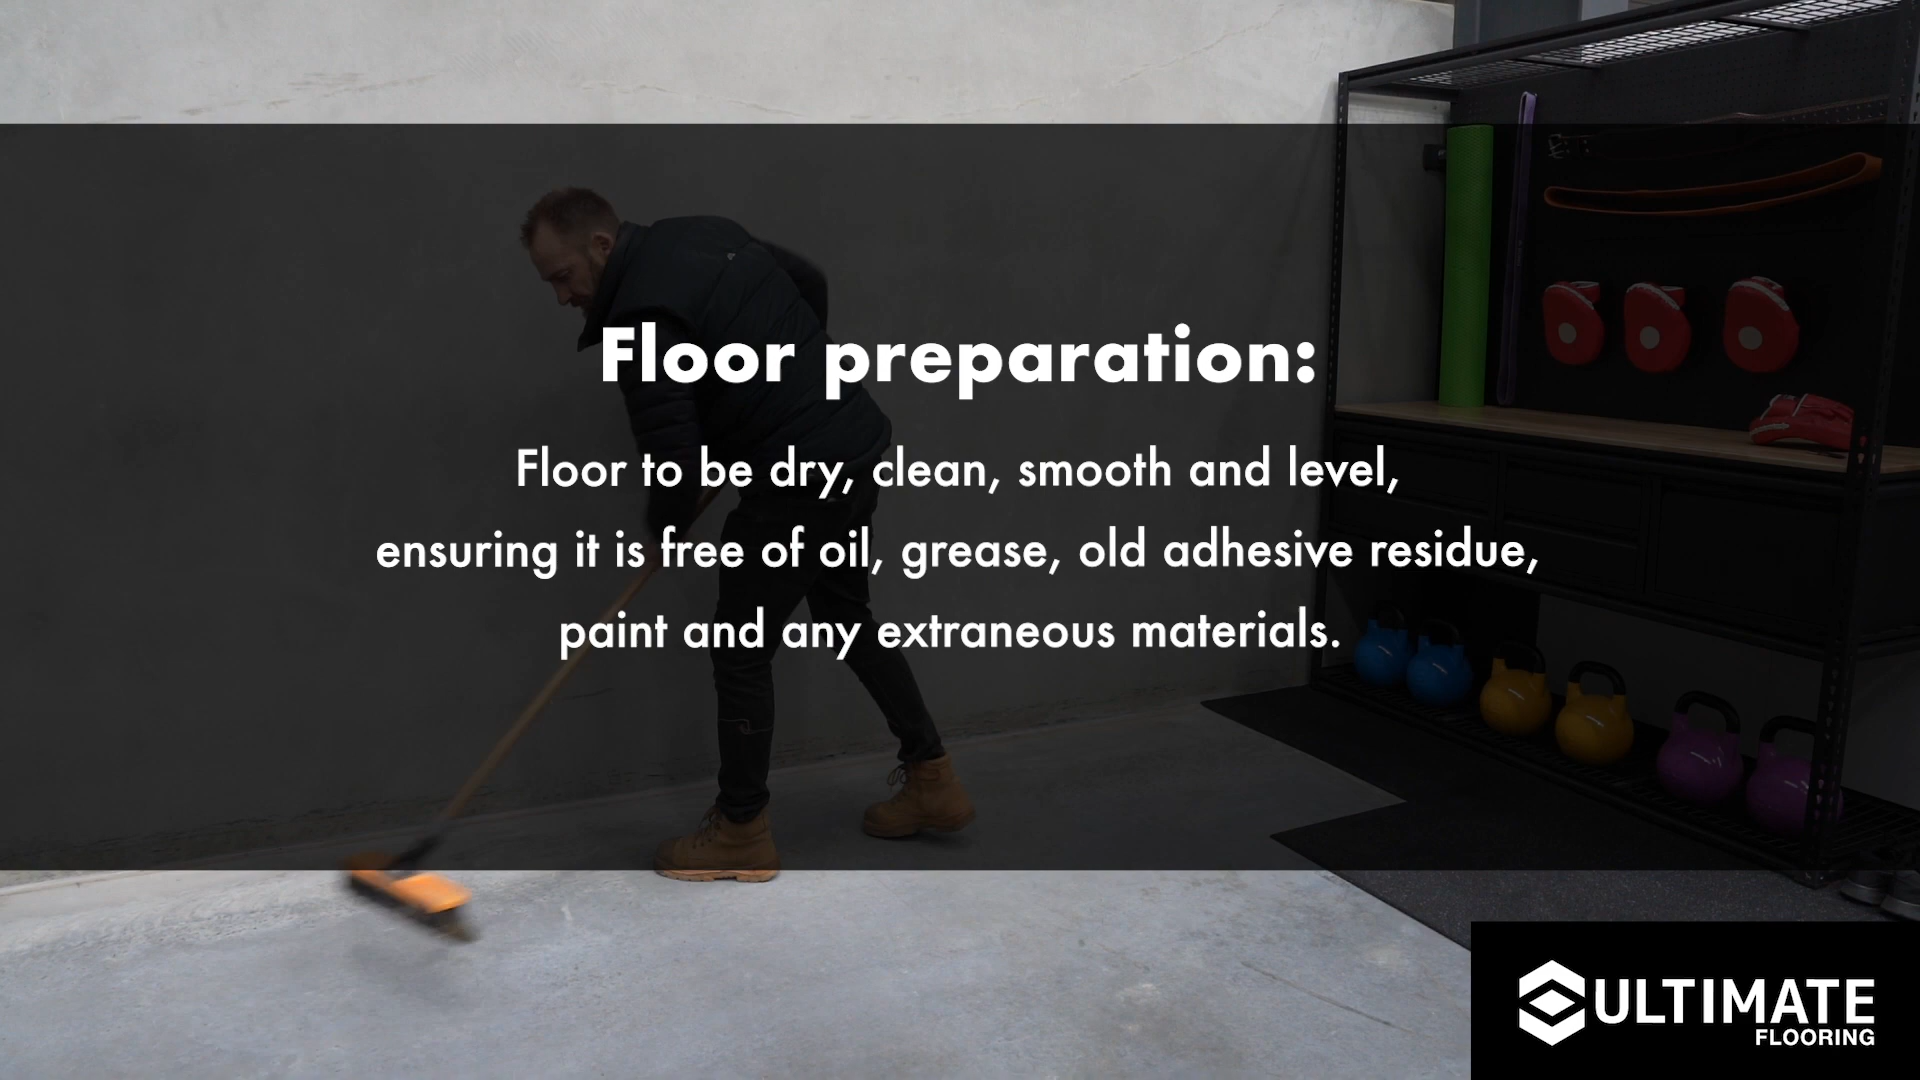 Floor preparation:
Floor to be dry, clean, smooth and level,
ensuring it is free of oil, grease, old adhesive residue,
paint and any extraneous materials.
ULTIMATE
FLOORING